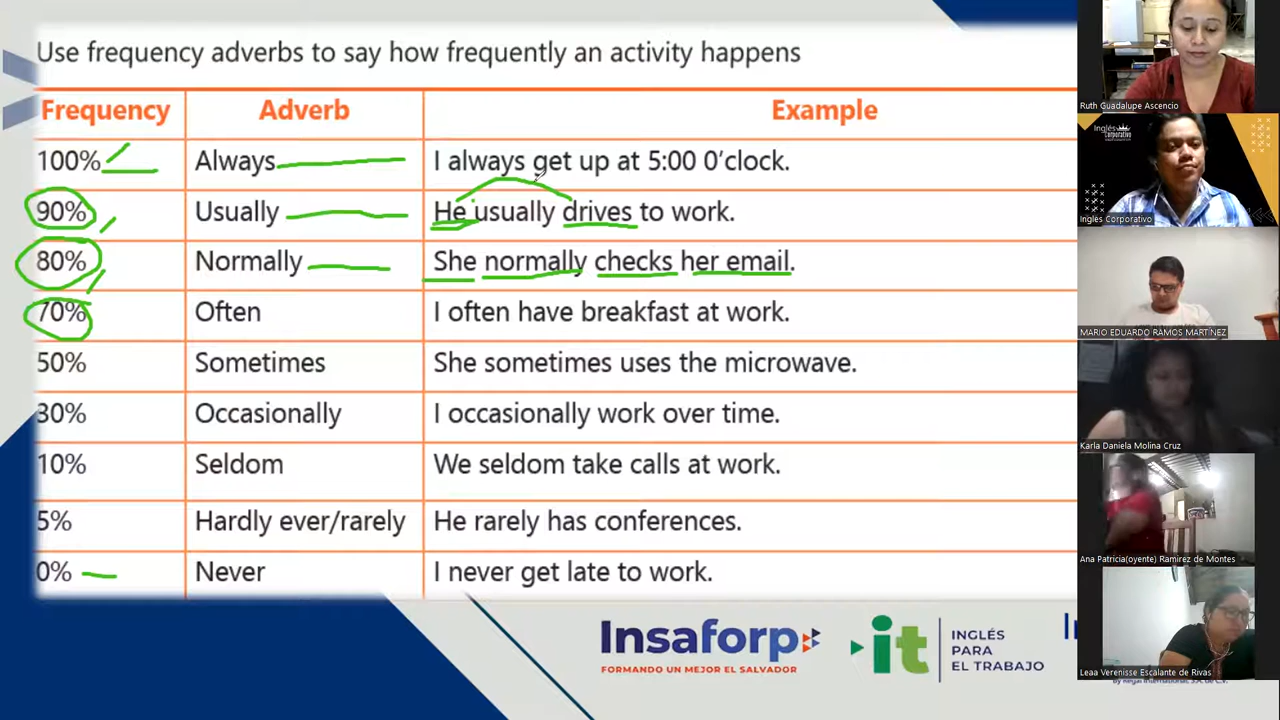 Use frequency adverbs to say how frequently an activity happens
Frequency Adverb Example
100% Always I always get up at 5:00 0’clock.
90% Usually He usually drives to work.
80% Normally She normally checks her email.
70% Often I often have breakfast at work.
50% Sometimes She sometimes uses the microwave.
30% Occasionally I occasionally work over time.
10% Seldom We seldom take calls at work.
5% Hardly ever/rarely He rarely has conferences.
0% Never I never get late to work.
Insaforp
FORMANDO UN MEJOR EL SALVADOR
it
INGLÉS
PARA
EL TRABAJO
Ruth Guadalupe Ascencio
Inglés
Corporativo
Inglés Corporativo
MARIO EDUARDO RAMOS MARTÍNEZ
Karla Daniela Molina Cruz
Ana Patricia(oyente) Ramirez de Montes
Leaa Verenisse Escalante de Rivas